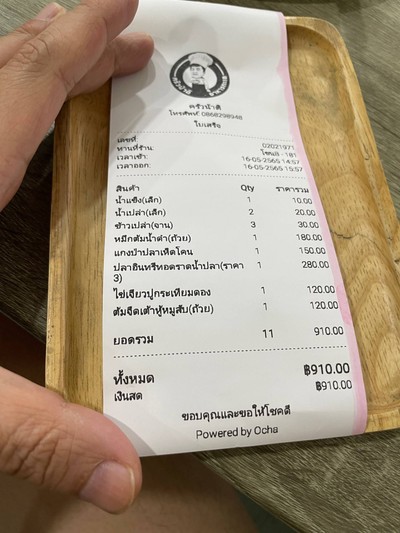 ครัวน้าดี
โทรศัพท์: 0868298948
ใบเสร็จ
เลขที่ 02021971
ทานที่ร้าน: โซนB - 181
เวลาเข้า: 16-05-2565 14:57
เวลาออก: 16-05-2565 15:57
สินค้า Qty ราคารวม
น้ำแข็ง(เล็ก) 1 10.00
น้ำเปล่า(เล็ก) 2 20.00
ข้าวเปล่า(จาน) 3 30.00
หมึกต้มน้ำดำ(ถ้วย) 1 180.00
แกงป่าปลาเห็ดโคน 1 150.00
ปลาอินทรีทอดราดน้ำปลา(ราคา 1 280.00
3)
ไข่เจียวปูกระเทียมดอง 1 120.00
ต้มจืดเต้าหู้หมูสับ(ถ้วย) 1 120.00
ยอดรวม 11 910.00
ทั้งหมด ฿910.00
เงินสด ฿910.00
ขอบคุณและขอให้โชคดี
Powered by Ocha